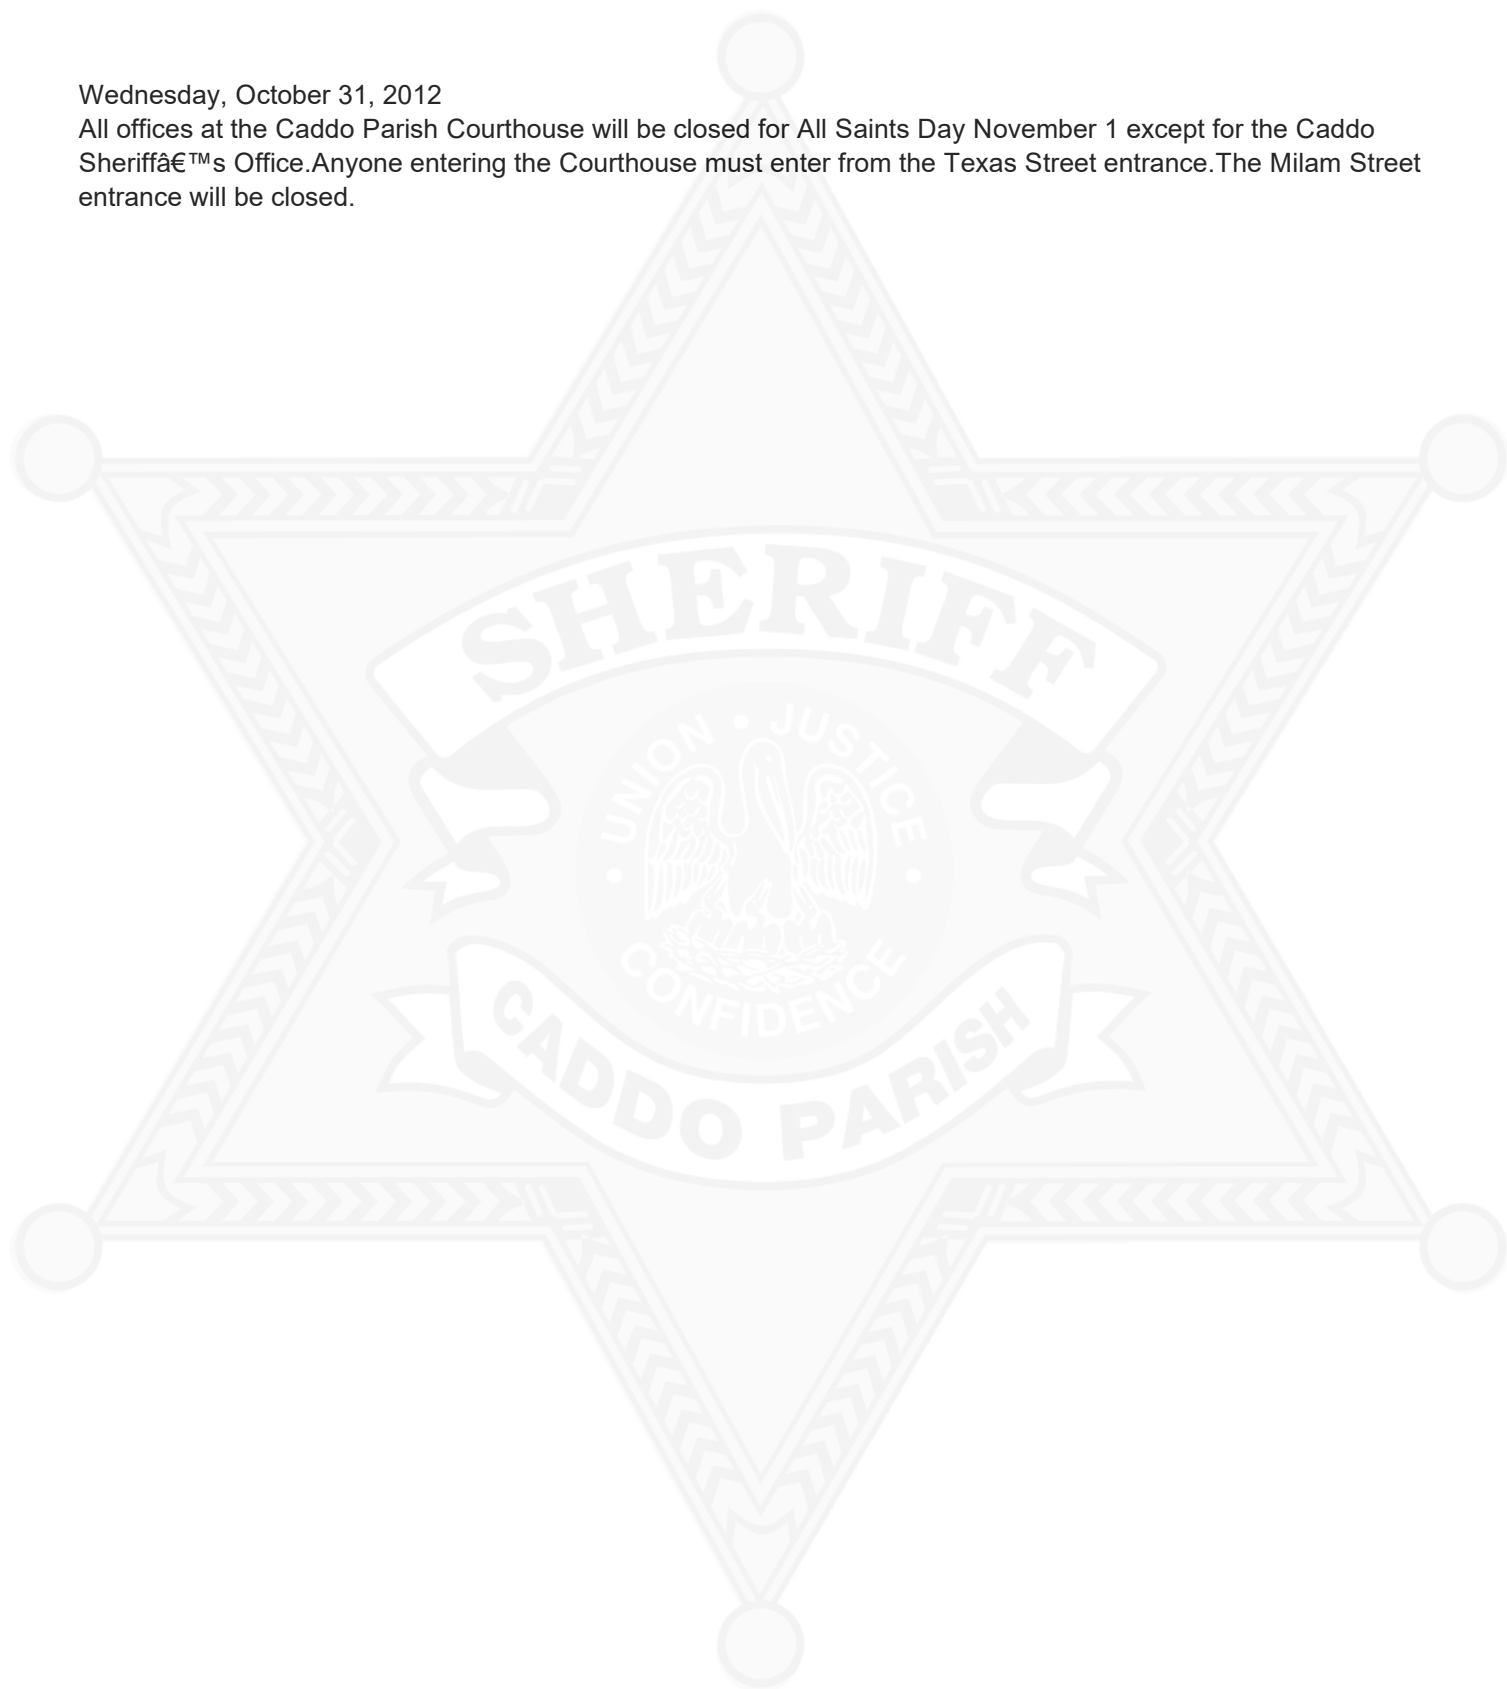 Wednesday, October 31, 2012
All offices at the Caddo Parish Courthouse will be closed for All Saints Day November 1 except for the Caddo
Sheriffâ€™s Office.Anyone entering the Courthouse must enter from the Texas Street entrance.The Milam Street
entrance will be closed.
SHERIFF
UNION • JUSTICE •
• CONFIDENCE
CADDO PARISH